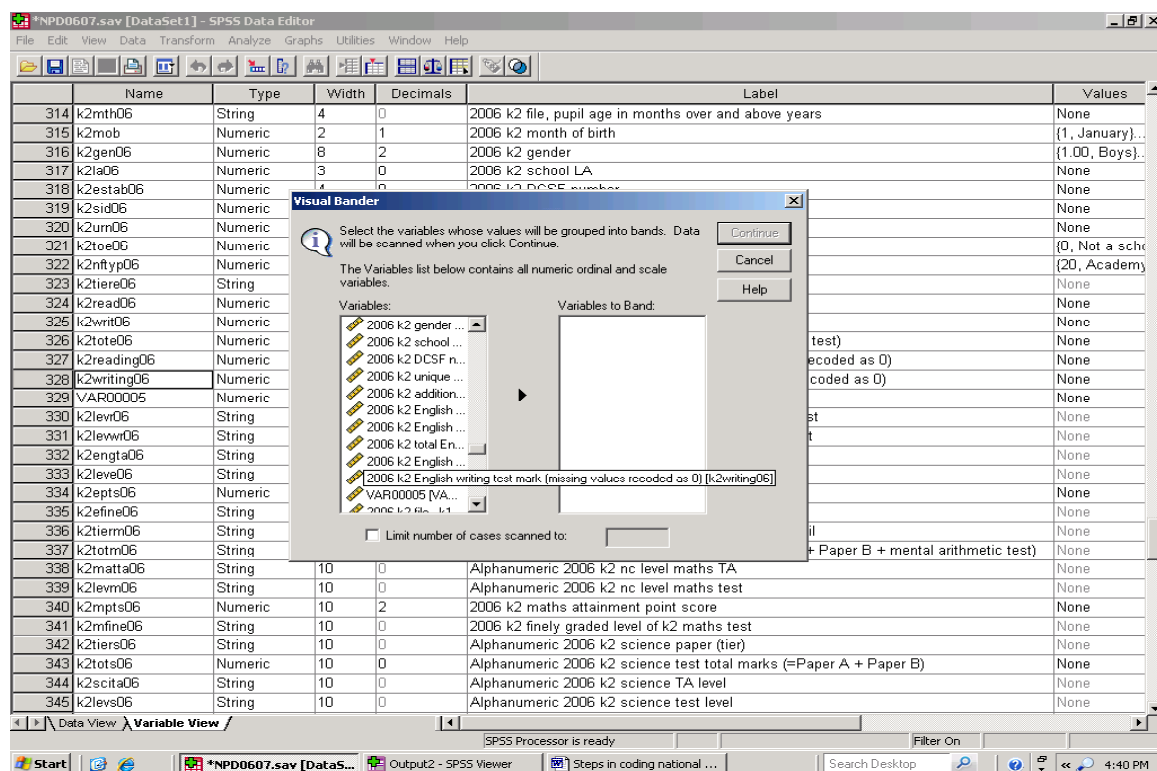 *NPD0607.sav [DataSet1] - SPSS Data Editor
File Edit View Data Transform Analyze Graphs Utilities Window Help
Name Type Width Decimals Label Values
314 k2mth06 String 4 0 2006 k2 file, pupil age in months over and above years None
315 k2mob Numeric 2 1 2006 k2 month of birth {1, January}...
316 k2gen06 Numeric 8 2 2006 k2 gender {1.00, Boys}..
317 k2la06 Numeric 3 0 2006 k2 school LA None
318 k2estab06 Numeric 4 0 2006 k2 DCSF number None
319 k2sid06 Numeric None
320 k2urn06 Numeric None
321 k2toe06 Numeric {0, Not a scho
322 k2nftyp06 Numeric {20, Academy
323 k2tiere06 String None
324 k2read06 Numeric None
325 k2writ06 Numeric None
326 k2tote06 Numeric test) None
327 k2reading06 Numeric ecoded as 0) None
328 k2writing06 Numeric coded as 0) None
329 VAR00005 Numeric None
330 k2levr06 String st None
331 k2levwr06 String t None
332 k2engta06 String None
333 k2leve06 String None
334 k2epts06 Numeric None
335 k2efine06 String None
336 k2tierm06 String il None
337 k2totm06 String + Paper B + mental arithmetic test) None
338 k2matta06 String 10 0 Alphanumeric 2006 k2 nc level maths TA None
339 k2levm06 String 10 0 Alphanumeric 2006 k2 nc level maths test None
340 k2mpts06 Numeric 10 2 2006 k2 maths attainment point score None
341 k2mfine06 String 10 0 2006 k2 finely graded level of k2 maths test None
342 k2tiers06 String 10 0 Alphanumeric 2006 k2 science paper (tier) None
343 k2tots06 Numeric 10 0 Alphanumeric 2006 k2 science test total marks (=Paper A + Paper B) None
344 k2scita06 String 10 0 Alphanumeric 2006 k2 science TA level None
345 k2levs06 String 10 0 Alphanumeric 2006 k2 science test level None
Visual Bander
Select the variables whose values will be grouped into bands. Data
will be scanned when you click Continue.
The Variables list below contains all numeric ordinal and scale
variables.
Continue
Cancel
Help
Variables:
2006 k2 gender ...
2006 k2 school ...
2006 k2 DCSF n...
2006 k2 unique ...
2006 k2 addition...
2006 k2 English ...
2006 k2 English ...
2006 k2 total En...
2006 k2 English ...
2006 k2 English writing test mark (missing values recoded as 0) [k2writing06]
VAR00005 [VA...
2006 k2 file - k1
Variables to Band:
Limit number of cases scanned to:
Data View Variable View
SPSS Processor is ready Filter On
Start *NPD0607.sav [DataS... Output2 - SPSS Viewer Steps in coding national ... Search Desktop 4:40 PM